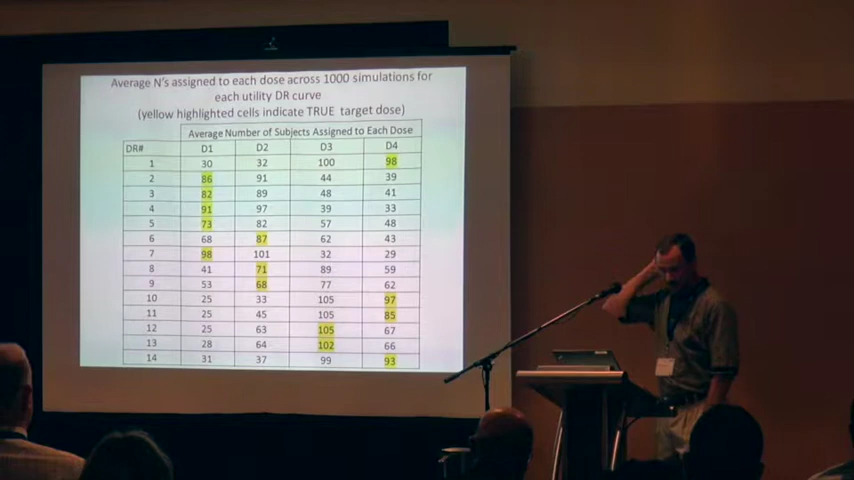 Average N's assigned to each dose across 1000 simulations for
each utility DR curve
(yellow highlighted cells indicate TRUE target dose)
Average Number of Subjects Assigned to Each Dose
DR# D1 D2 D3 D4
1 30 32 100 98
2 86 91 44 39
3 82 89 48 41
4 91 97 39 33
5 73 82 57 48
6 68 87 62 43
7 98 101 32 29
8 41 71 89 59
9 53 68 77 62
10 25 33 105 97
11 25 45 105 85
12 25 63 105 67
13 28 64 102 66
14 31 37 99 93